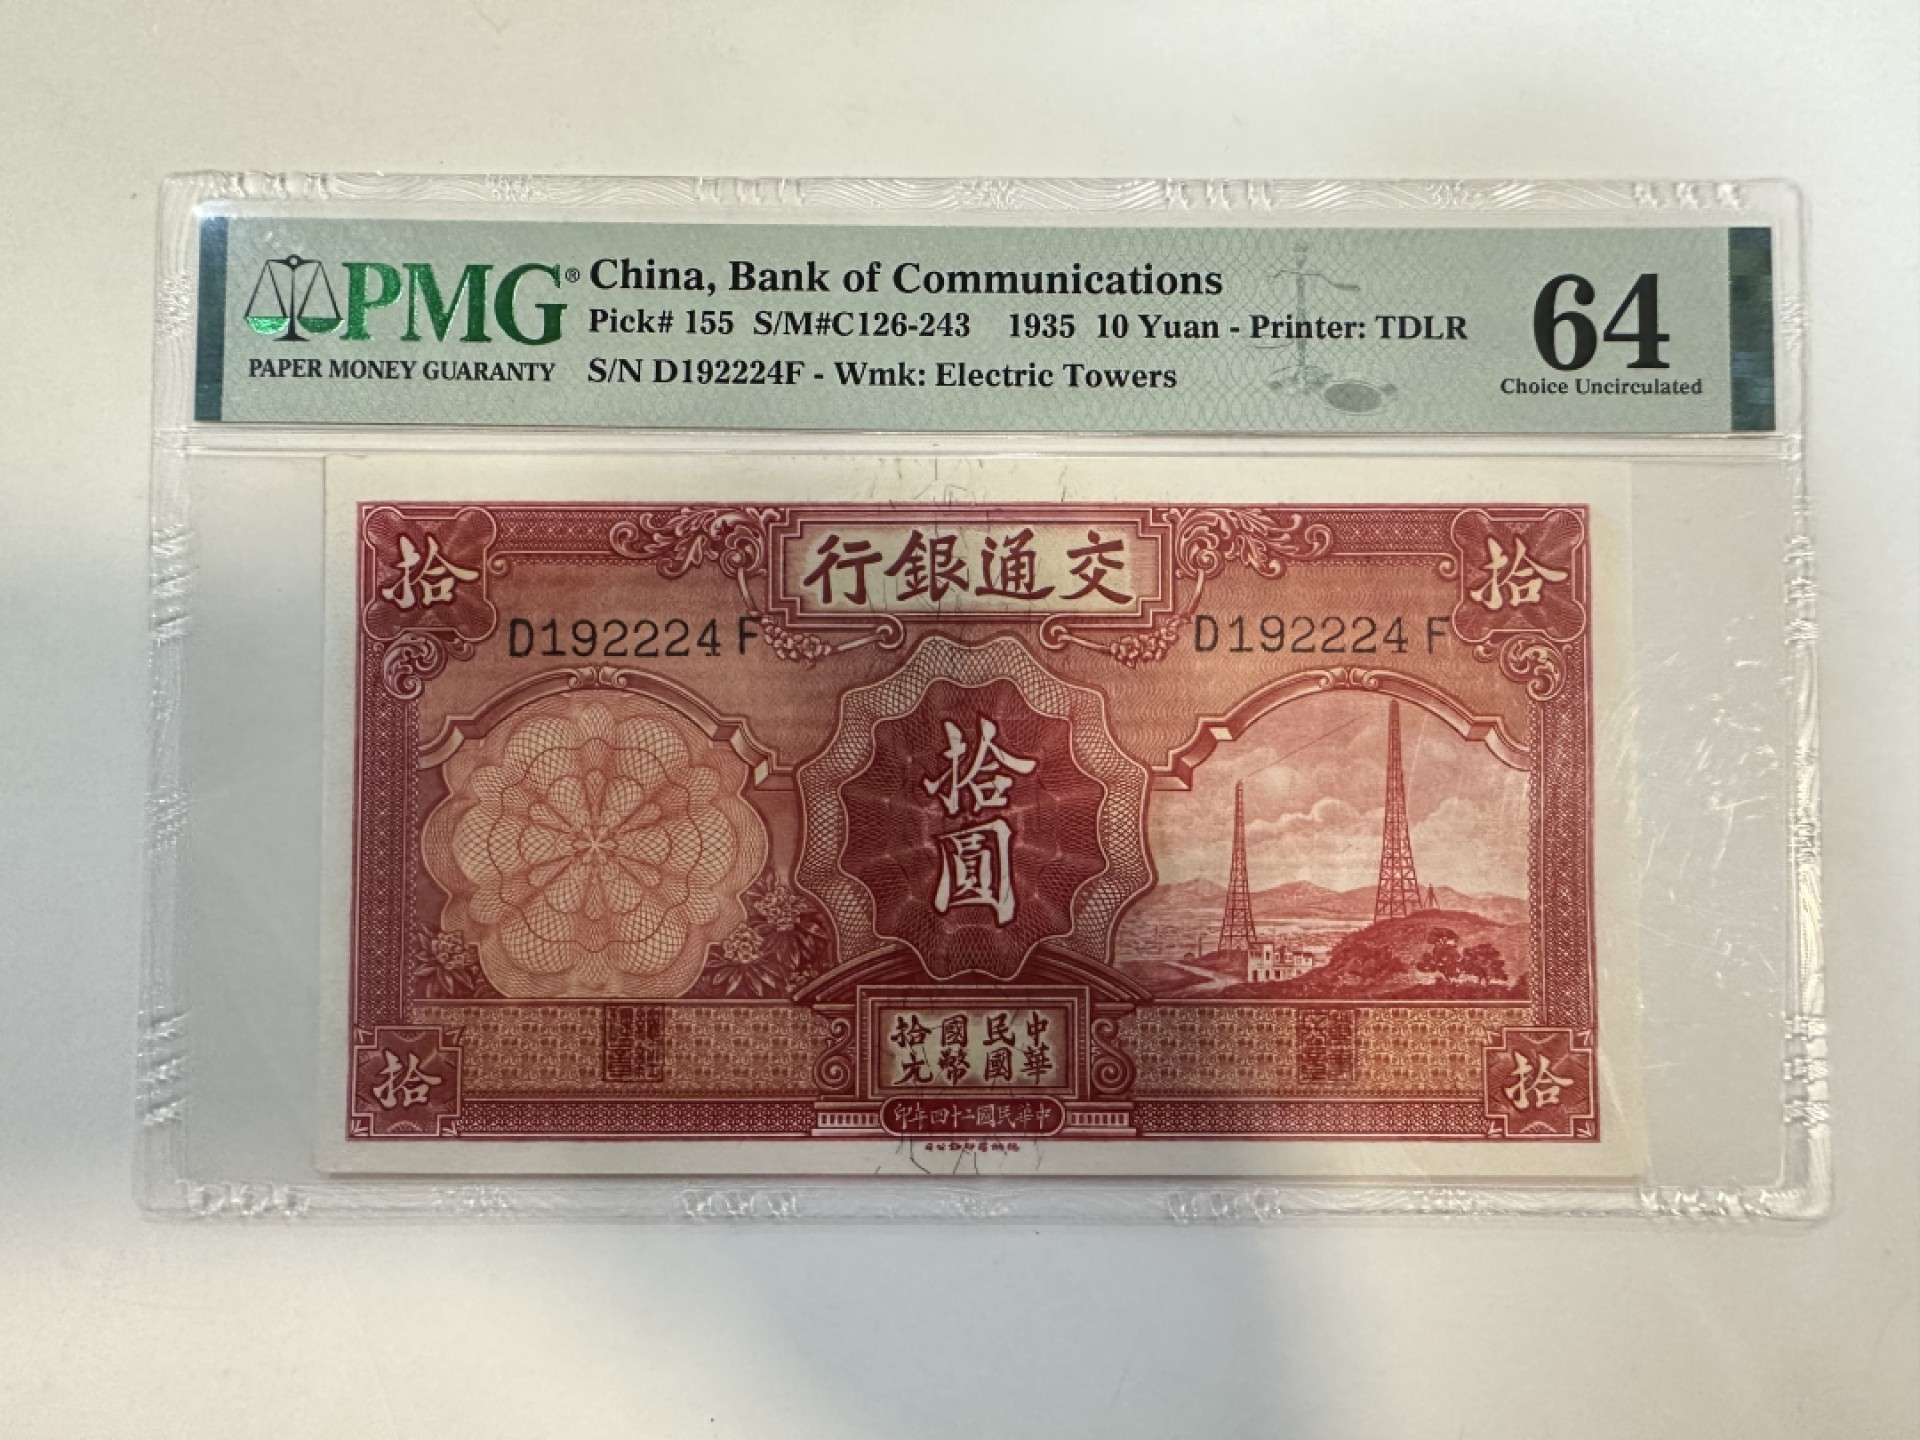 PMG®
PAPER MONEY GUARANTY
China, Bank of Communications
Pick# 155 S/M#C126-243 1935 10 Yuan - Printer: TDLR
S/N D192224F - Wmk: Electric Towers
64
Choice Uncirculated
行銀通交
拾
拾
D192224 F
D192224 F
拾圓
中華民國國幣拾元
拾
拾
印年四十二國民華中